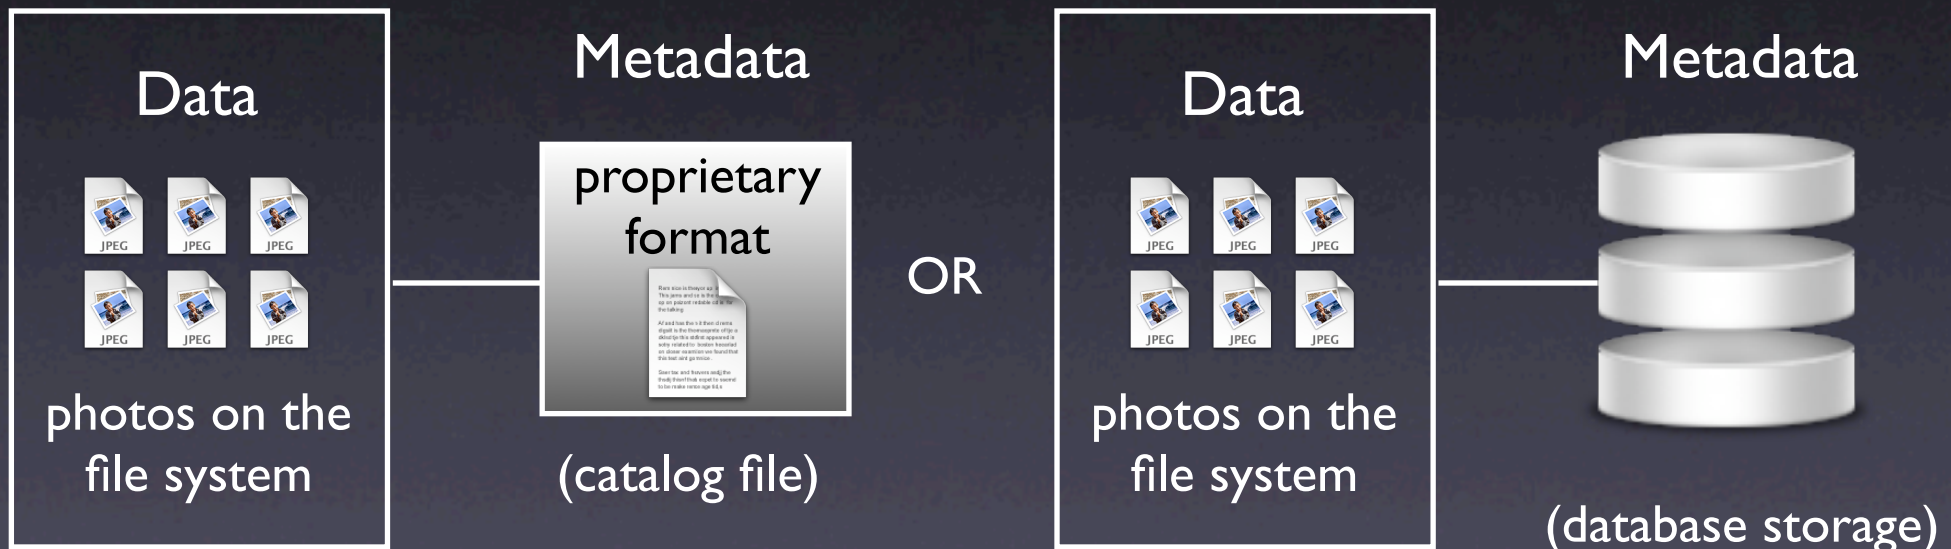 Data
JPEG JPEG JPEG
JPEG JPEG JPEG
photos on the
file system
Metadata
proprietary
format
(catalog file)
OR
Data
JPEG JPEG JPEG
JPEG JPEG JPEG
photos on the
file system
Metadata
(database storage)